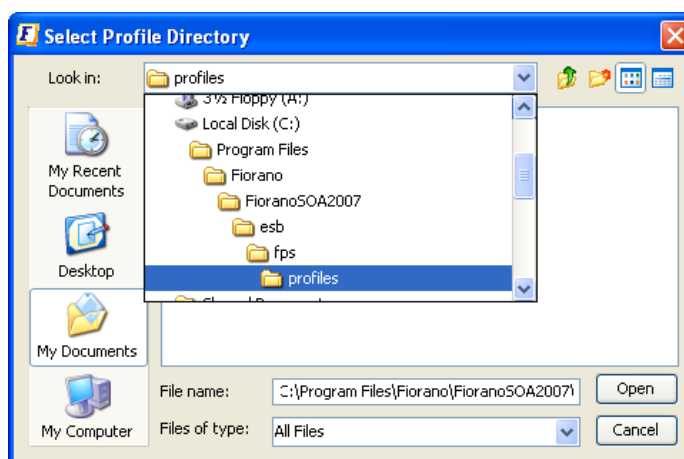 Select Profile Directory
Look in:
profiles
3½ Floppy (A:)
Local Disk (C:)
Program Files
Fiorano
FioranoSOA2007
esb
fps
profiles
My Recent
Documents
Desktop
My Documents
My Computer
File name:
C:\Program Files\Fiorano\FioranoSOA2007\
Open
Files of type:
All Files
Cancel